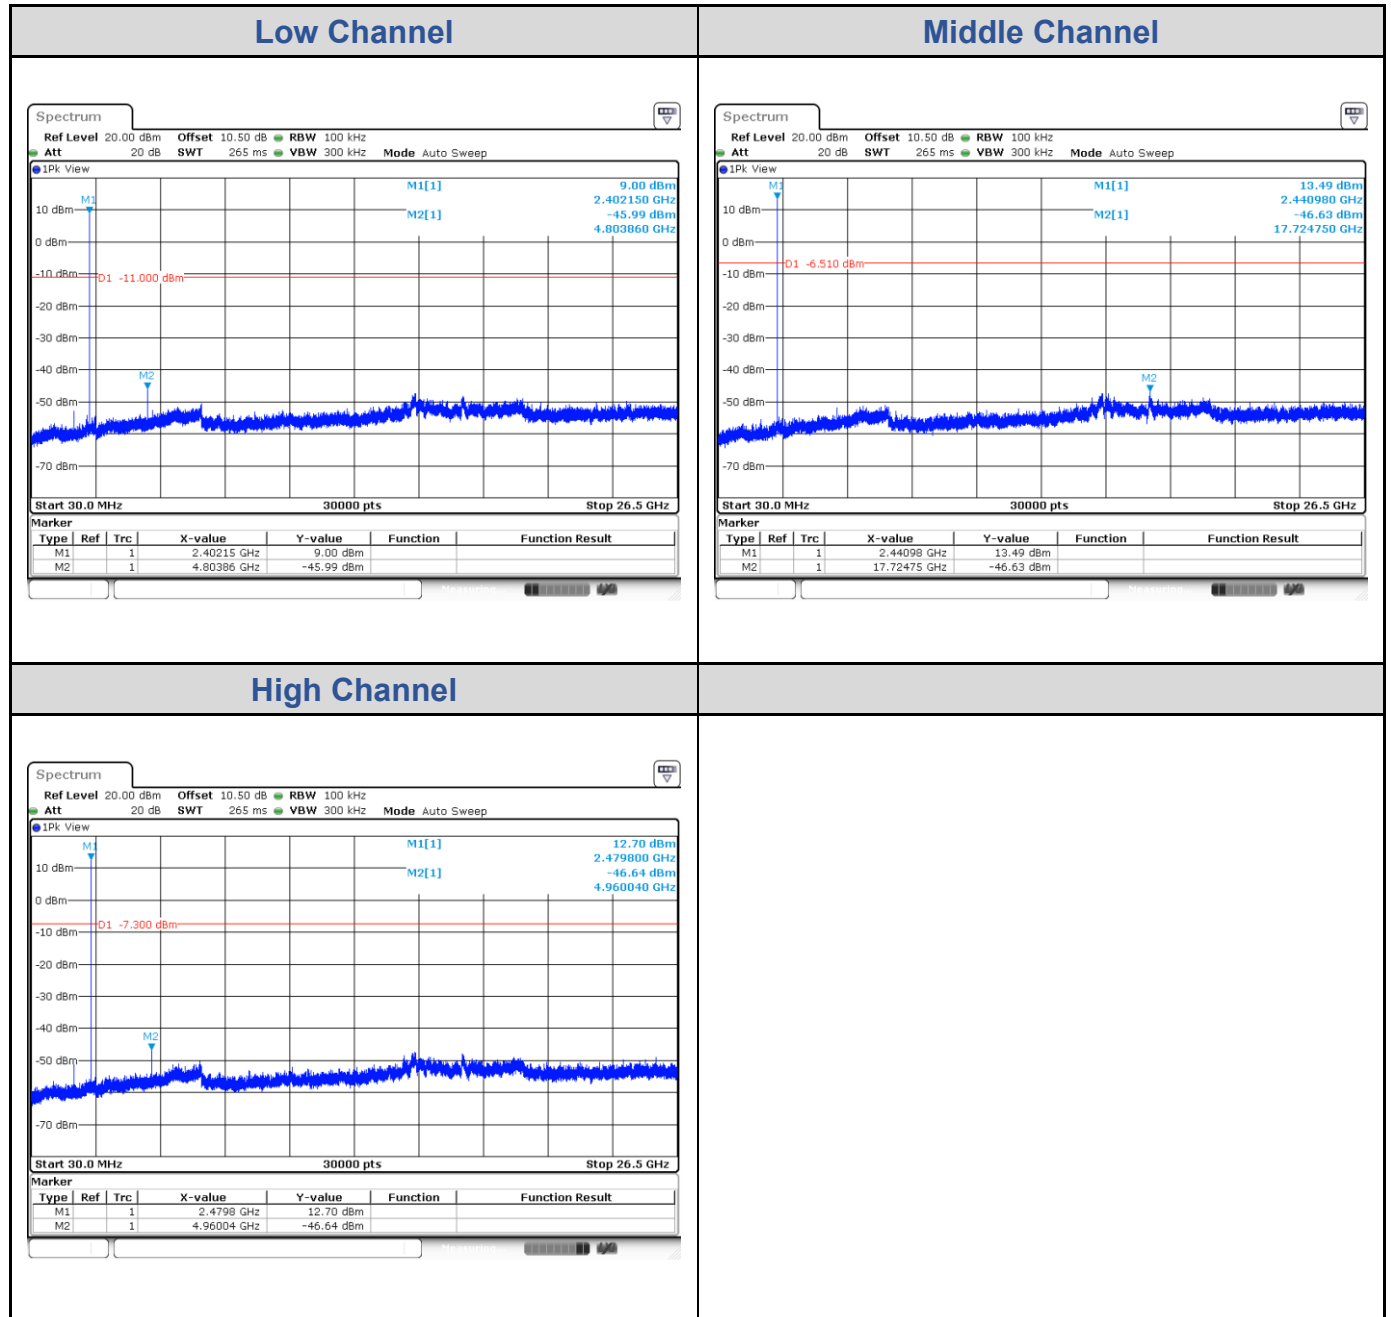 Low Channel
Middle Channel
Spectrum
Ref Level 20.00 dBm Offset 10.50 dB RBW 100 kHz
Att 20 dB SWT 265 ms VBW 300 kHz Mode Auto Sweep
1Pk View
M1[1] 9.00 dBm
2.402150 GHz
M2[1] -45.99 dBm
4.803860 GHz
M1
10 dBm
0 dBm
-10 dBm
D1 -11.000 dBm
-20 dBm
-30 dBm
-40 dBm
M2
-50 dBm
-70 dBm
Start 30.0 MHz 30000 pts Stop 26.5 GHz
Marker
Type Ref Trc X-value Y-value Function Function Result
M1 1 2.40215 GHz 9.00 dBm
M2 1 4.80386 GHz -45.99 dBm
Spectrum
Ref Level 20.00 dBm Offset 10.50 dB RBW 100 kHz
Att 20 dB SWT 265 ms VBW 300 kHz Mode Auto Sweep
1Pk View
M1[1] 13.49 dBm
2.440980 GHz
M2[1] -46.63 dBm
17.724750 GHz
M1
10 dBm
0 dBm
D1 -6.510 dBm
-10 dBm
-20 dBm
-30 dBm
-40 dBm
M2
-50 dBm
-70 dBm
Start 30.0 MHz 30000 pts Stop 26.5 GHz
Marker
Type Ref Trc X-value Y-value Function Function Result
M1 1 2.44098 GHz 13.49 dBm
M2 1 17.72475 GHz -46.63 dBm
High Channel
Spectrum
Ref Level 20.00 dBm Offset 10.50 dB RBW 100 kHz
Att 20 dB SWT 265 ms VBW 300 kHz Mode Auto Sweep
1Pk View
M1[1] 12.70 dBm
2.479800 GHz
M2[1] -46.64 dBm
4.960040 GHz
M1
10 dBm
0 dBm
D1 -7.300 dBm
-10 dBm
-20 dBm
-30 dBm
-40 dBm
M2
-50 dBm
-70 dBm
Start 30.0 MHz 30000 pts Stop 26.5 GHz
Marker
Type Ref Trc X-value Y-value Function Function Result
M1 1 2.4798 GHz 12.70 dBm
M2 1 4.96004 GHz -46.64 dBm